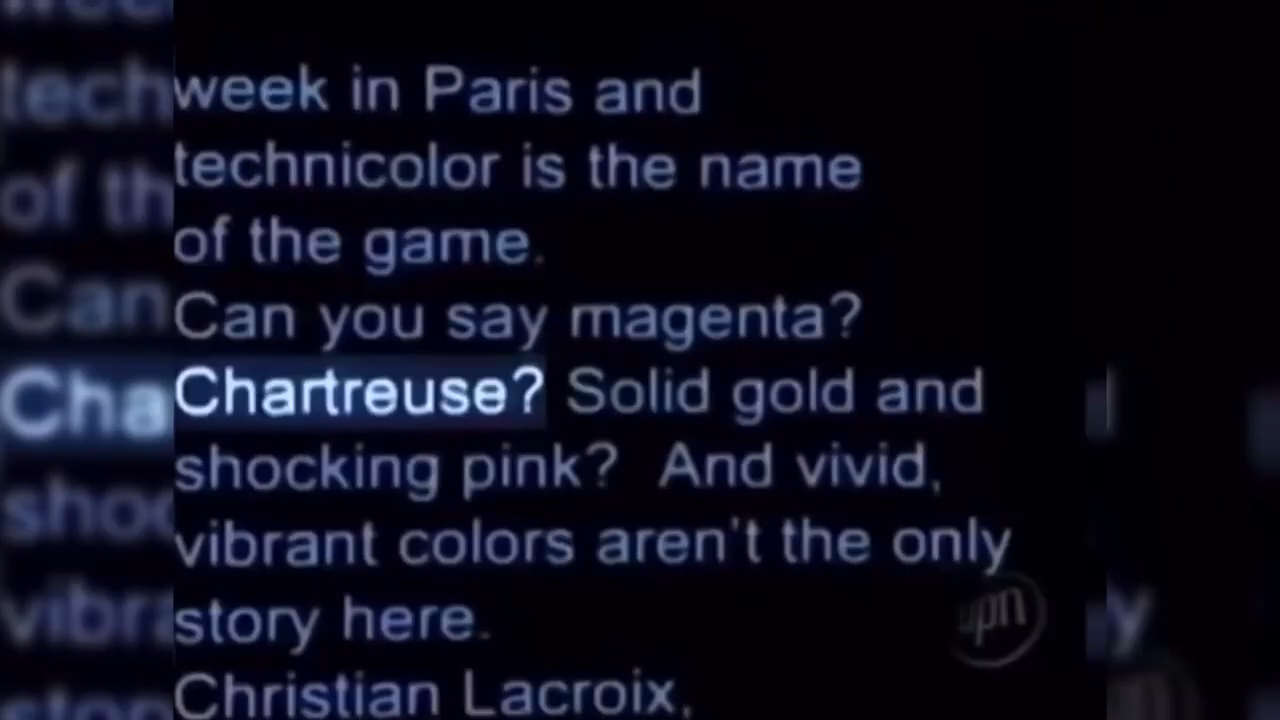 week in Paris and
technicolor is the name
of the game.
Can you say magenta?
Chartreuse? Solid gold and
shocking pink?  And vivid,
vibrant colors aren't the only
story here.
upn
Christian Lacroix,